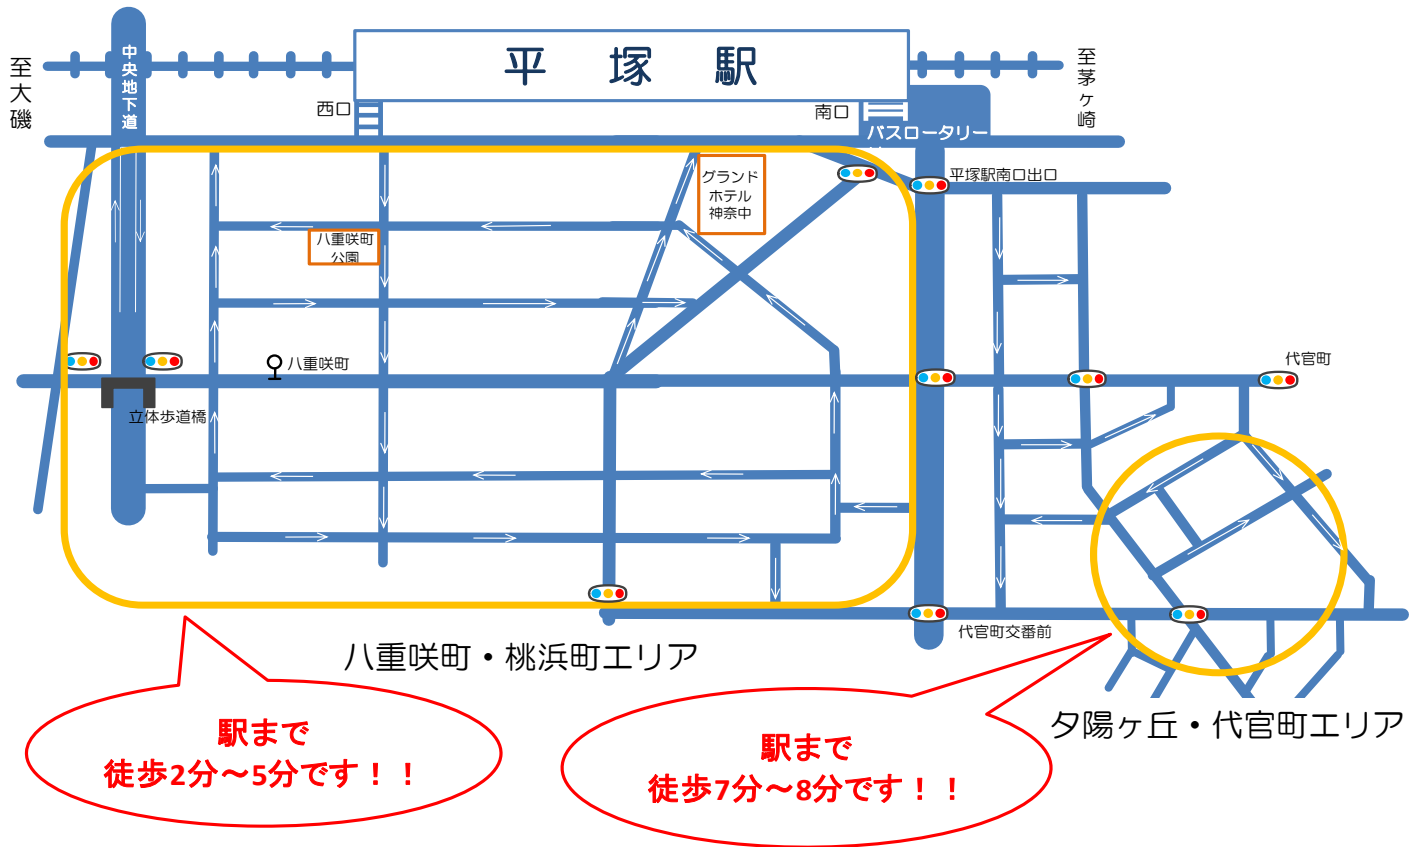 平塚駅
中央地下道
至大磯
至茅ヶ崎
西口
南口
バスロータリー
平塚駅南口出口
グランド
ホテル
神奈中
八重咲町
公園
八重咲町
代官町
立体歩道橋
代官町交番前
八重咲町・桃浜町エリア
夕陽ヶ丘・代官町エリア
駅まで
徒歩2分～5分です！！
駅まで
徒歩7分～8分です！！